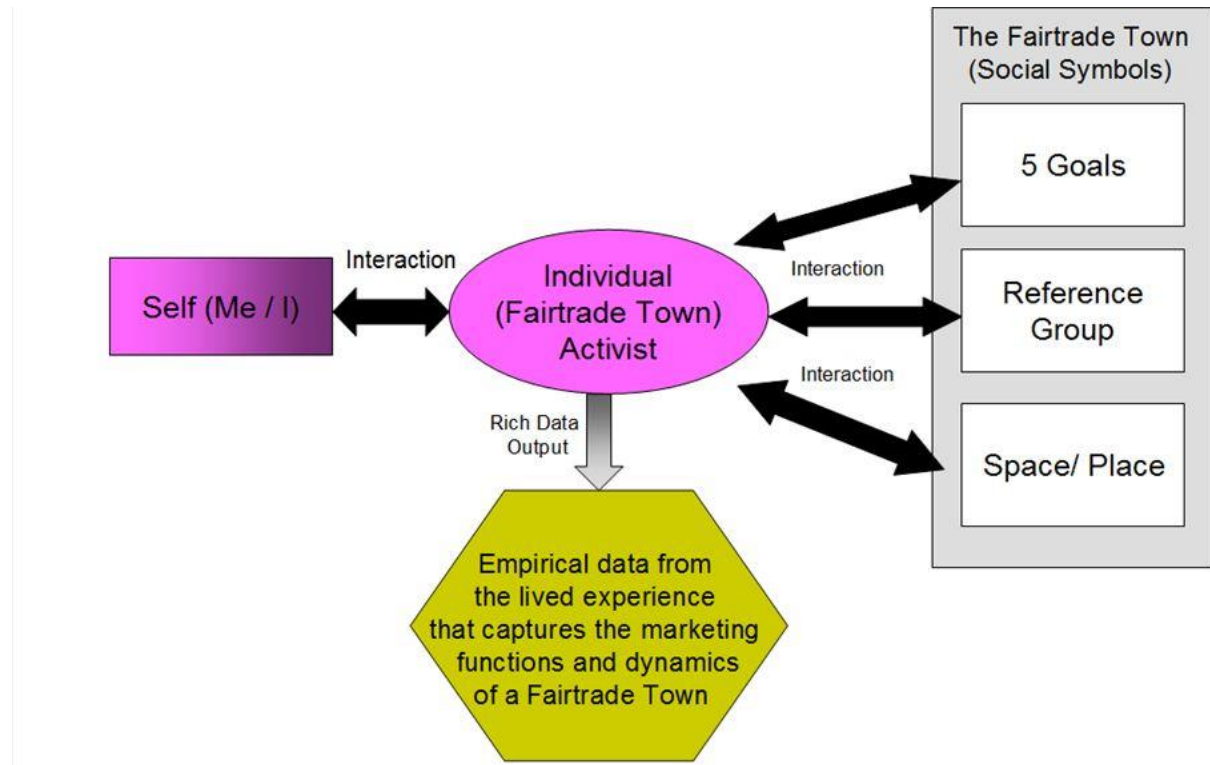 The Fairtrade Town
(Social Symbols)
5 Goals
Interaction
Interaction
Individual
(Fairtrade Town)
Activist
Self (Me / I)
Reference
Group
Interaction
Rich Data
Output
Space/ Place
Empirical data from
the lived experience
that captures the marketing
functions and dynamics
of a Fairtrade Town